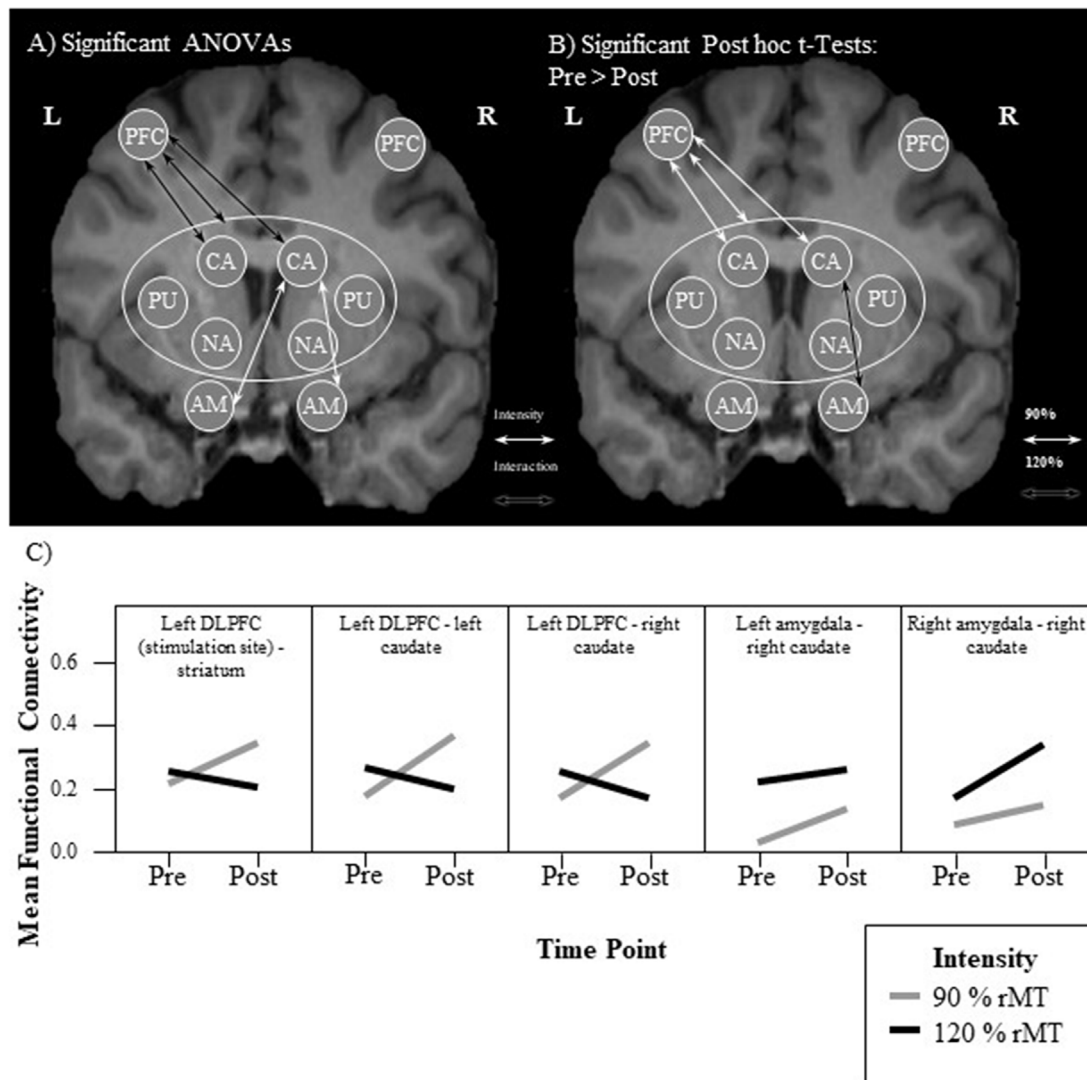 A) Significant ANOVAs
L
R
PFC
PFC
CA
CA
PU
PU
NA
NA
AM
AM
Intensity
Interaction
B) Significant Post hoc t-Tests:
Pre > Post
L
R
PFC
PFC
CA
CA
PU
PU
NA
NA
AM
AM
90%
120%
C)
Mean Functional Connectivity
0.6
0.4
0.2
0.0
Left DLPFC
(stimulation site) -
striatum
Left DLPFC - left
caudate
Left DLPFC - right
caudate
Left amygdala -
right caudate
Right amygdala - right
caudate
Pre Post
Pre Post
Pre Post
Pre Post
Pre Post
Time Point
Intensity
90 % rMT
120 % rMT